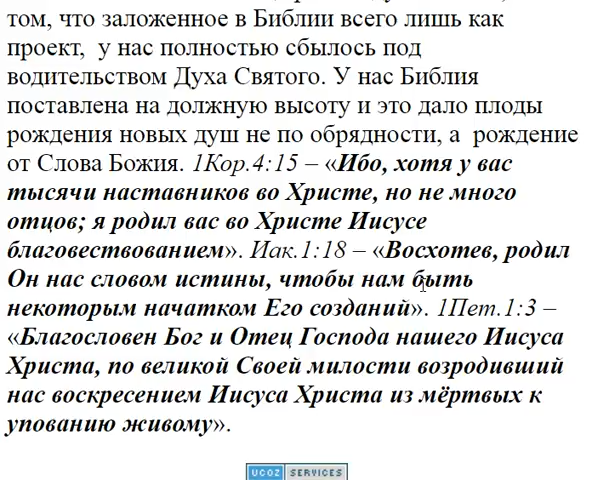 том, что заложенное в Библии всего лишь как
проект, у нас полностью сбылось под
водительством Духа Святого. У нас Библия
поставлена на должную высоту и это дало плоды
рождения новых душ не по обрядности, а рождение
от Слова Божия. 1Кор.4:15 – «Ибо, хотя у вас
тысячи наставников во Христе, но не много
отцов; я родил вас во Христе Иисусе
благовествованием». Иак.1:18 – «Восхотев, родил
Он нас словом истины, чтобы нам быть
некоторым начатком Его созданий». 1Пет.1:3 –
«Благословен Бог и Отец Господа нашего Иисуса
Христа, по великой Своей милости возродивший
нас воскресением Иисуса Христа из мёртвых к
упованию живому».
UCOZ SERVICES